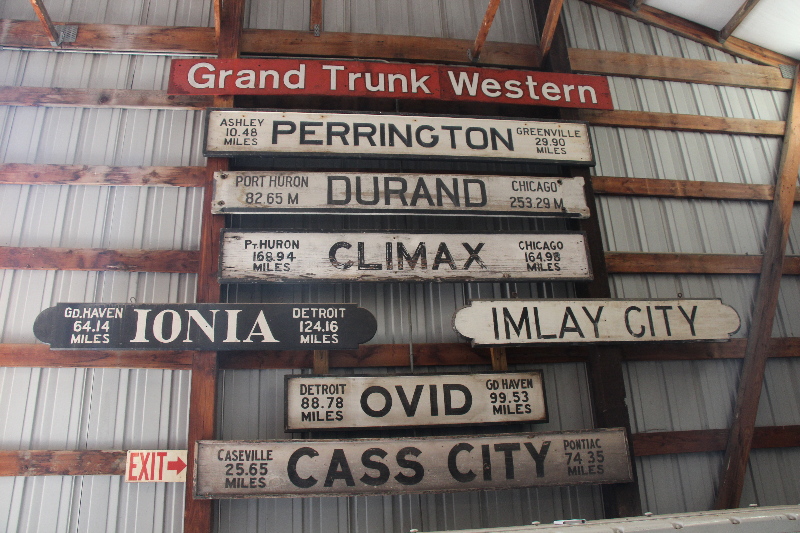 Grand Trunk Western
ASHLEY
10.48
MILES
PERRINGTON
GREENVILLE
29.90
MILES
PORT HURON
82.65 M
DURAND
CHICAGO
253.29 M
PT. HURON
168.94
MILES
CLIMAX
CHICAGO
164.98
MILES
GD. HAVEN
64.14
MILES
IONIA
DETROIT
124.16
MILES
IMLAY CITY
DETROIT
88.78
MILES
OVID
GD HAVEN
99.53
MILES
CASEVILLE
25.65
MILES
CASS CITY
PONTIAC
74 35
MILES
EXIT